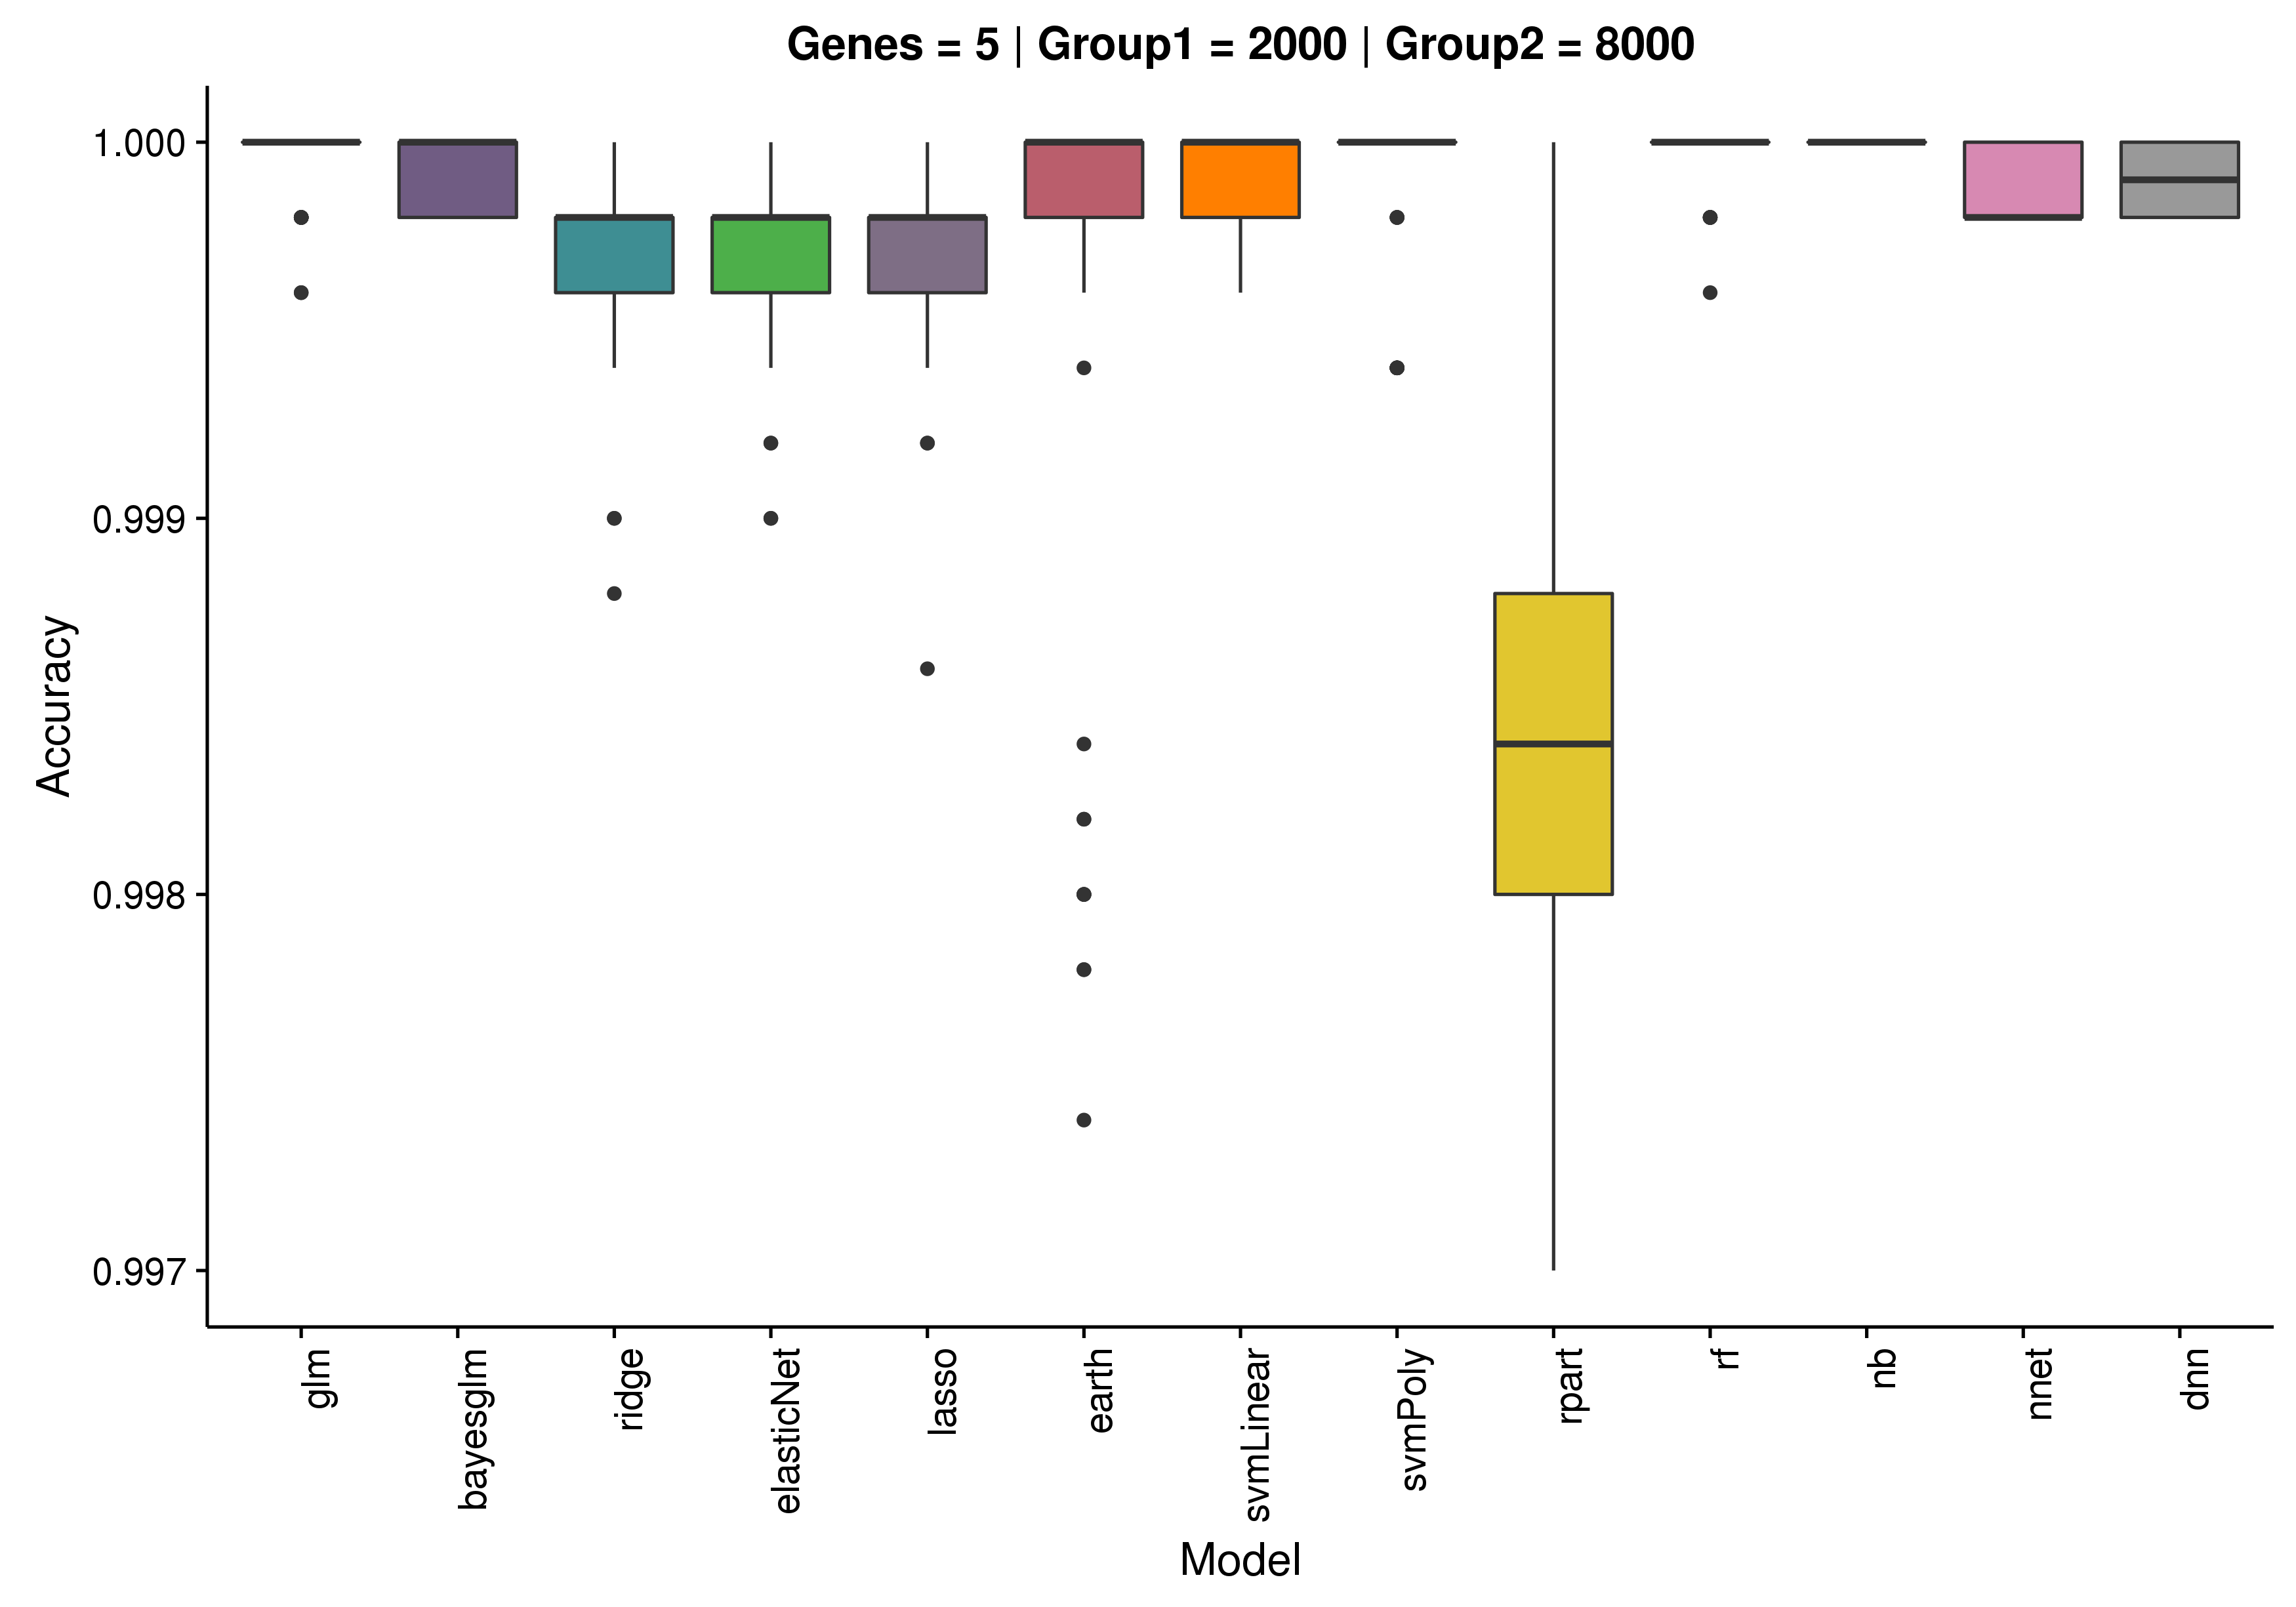 Genes = 5 | Group1 = 2000 | Group2 = 8000
Accuracy
1.000
0.999
0.998
0.997
glm
bayesglm
ridge
elasticNet
lasso
earth
svmLinear
svmPoly
rpart
rf
nb
nnet
dnn
Model